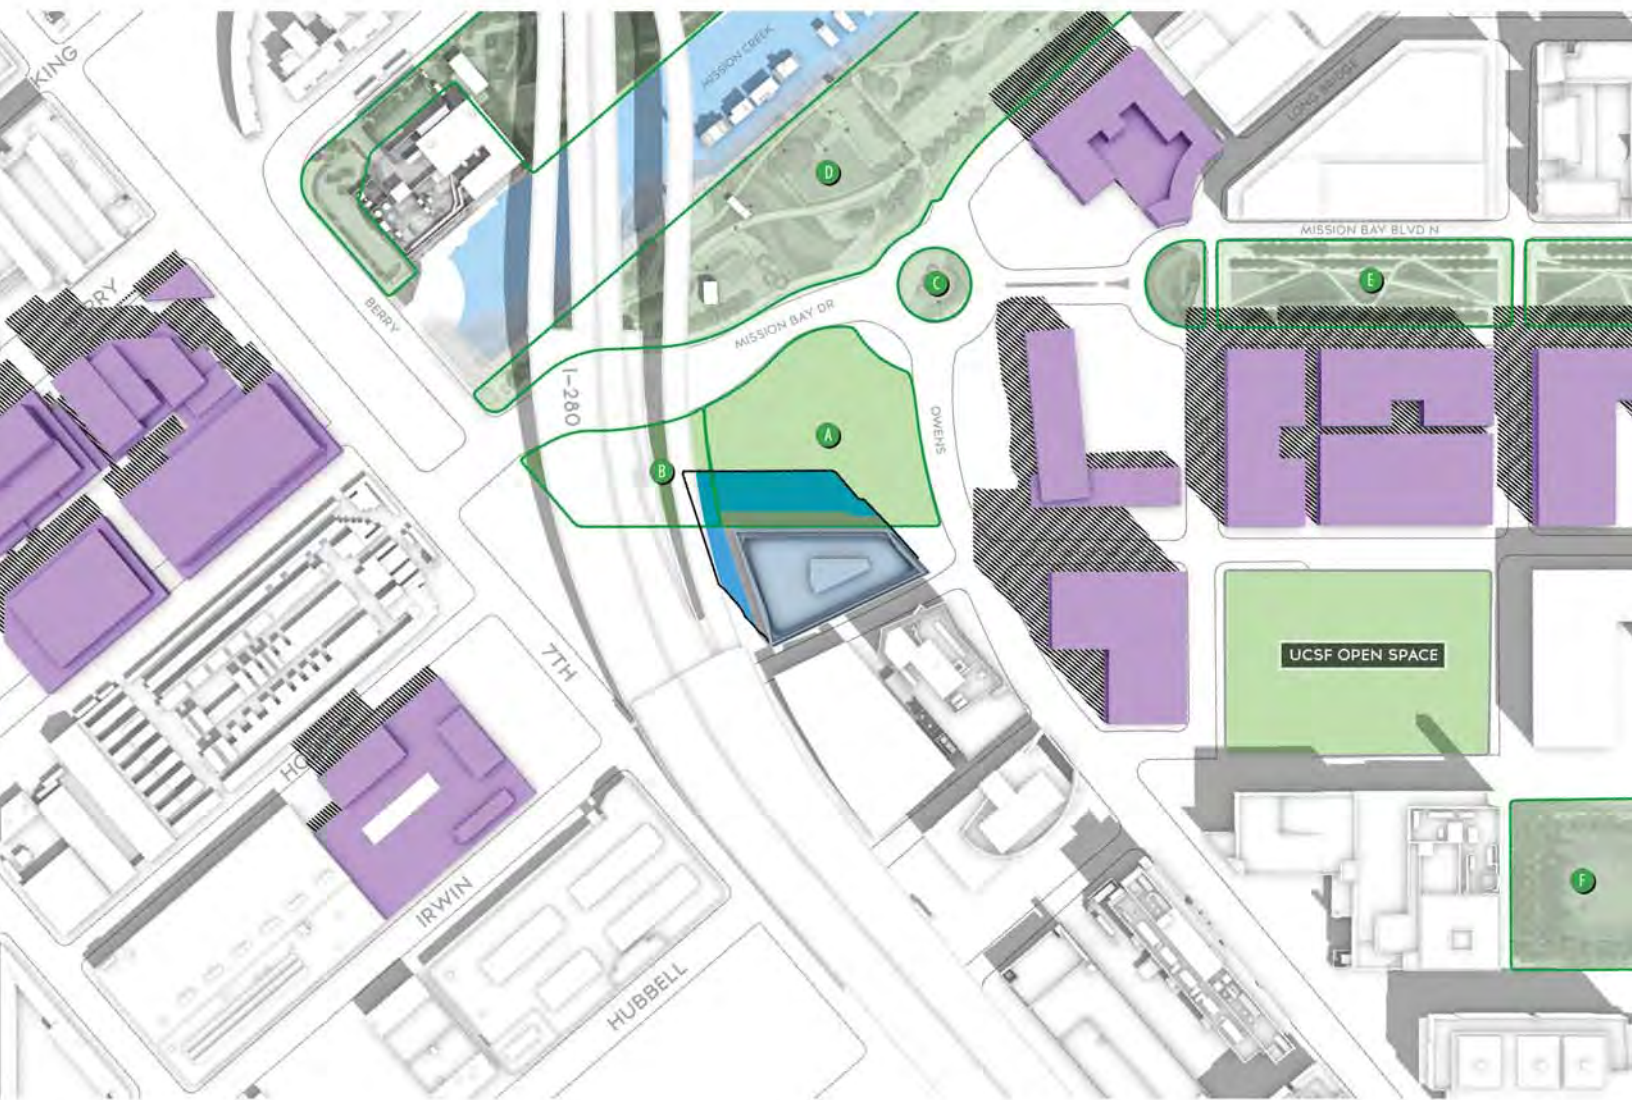 KING
MISSION CREEK
LONG BRIDGE
D
MISSION BAY BLVD N
C
E
BERRY
MISSION BAY DR
I-280
OWENS
A
B
UCSF OPEN SPACE
7TH
F
IRWIN
HUBBELL